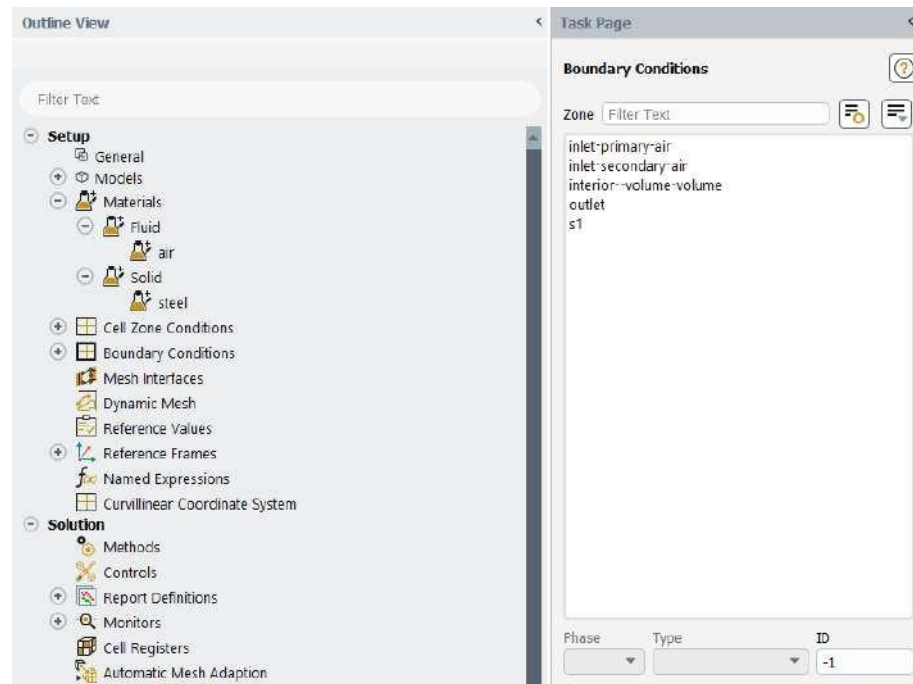 Outline View
Filter Text
Setup
General
Models
Materials
Fluid
air
Solid
steel
Cell Zone Conditions
Boundary Conditions
Mesh Interfaces
Dynamic Mesh
Reference Values
Reference Frames
f(x) Named Expressions
Curvillinear Coordinate System
Solution
Methods
Controls
Report Definitions
Monitors
Cell Registers
Automatic Mesh Adaption
Task Page
Boundary Conditions
Zone Filter Text
inlet-primary-air
inlet-secondary-air
interior--volume-volume
outlet
s1
Phase Type ID
-1